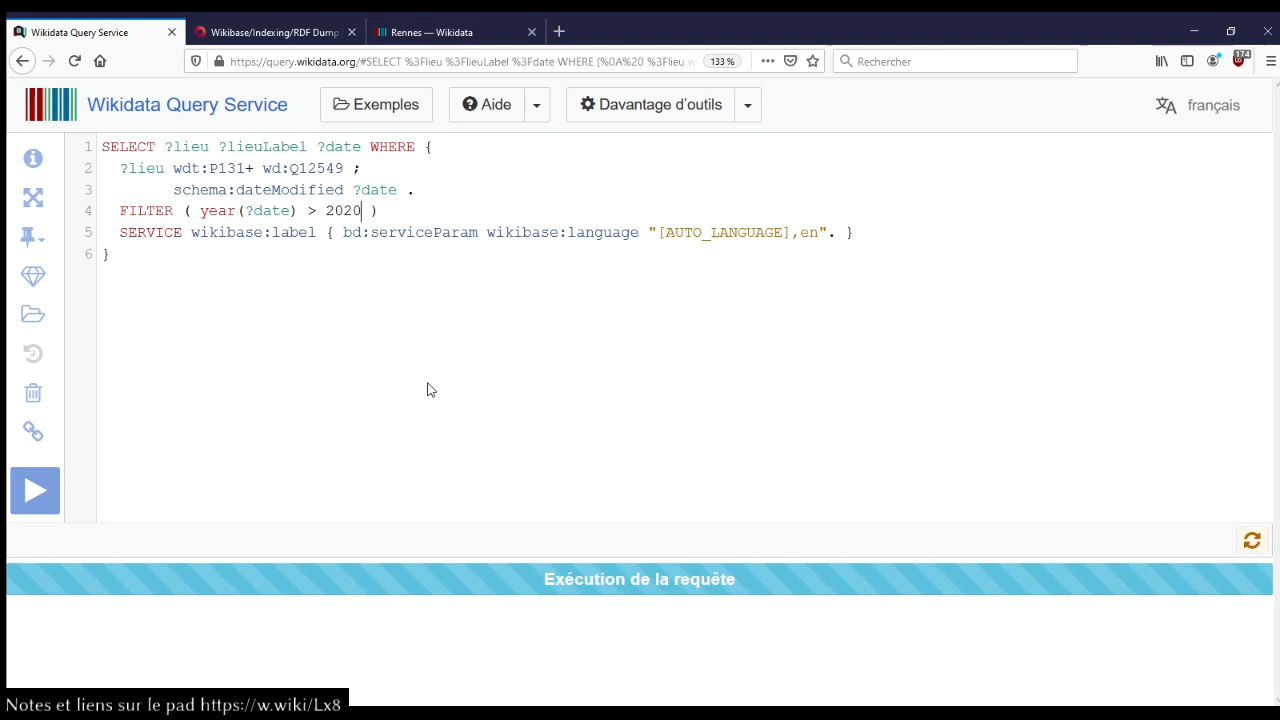 Wikidata Query Service
Wikibase/Indexing/RDF Dump
Rennes — Wikidata
https://query.wikidata.org/#SELECT %3Flieu %3FlieuLabel %3Fdate WHERE {%0A%20 %3Flieu w
133 %
Rechercher
174
Wikidata Query Service
Exemples
Aide
Davantage d'outils
français
1 SELECT ?lieu ?lieuLabel ?date WHERE {
2 ?lieu wdt:P131+ wd:Q12549 ;
3 schema:dateModified ?date .
4 FILTER ( year(?date) > 2020 )
5 SERVICE wikibase:label { bd:serviceParam wikibase:language "[AUTO_LANGUAGE],en". }
6 }
Exécution de la requête
Notes et liens sur le pad https://w.wiki/Lx8